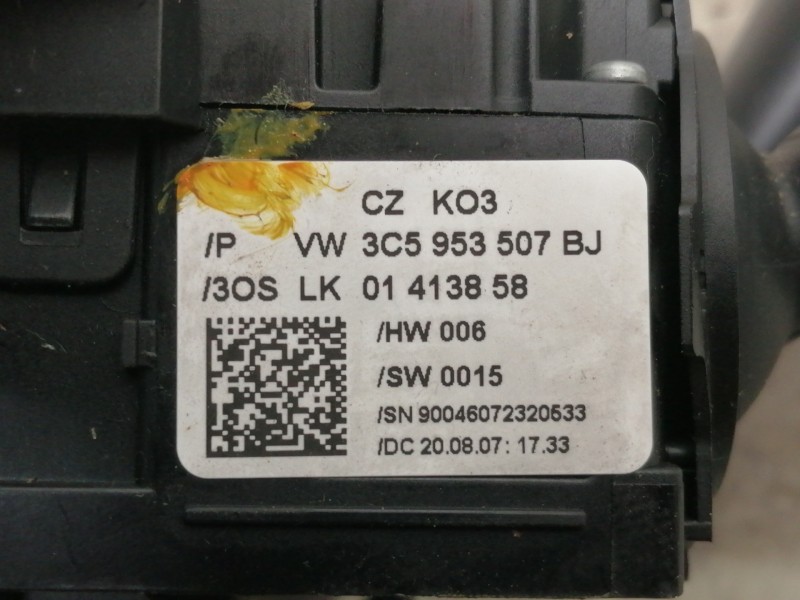 CZ KO3
/P VW 3C5 953 507 BJ
/3OS LK 01 4138 58
/HW 006
/SW 0015
/SN 90046072320533
/DC 20.08.07: 17.33